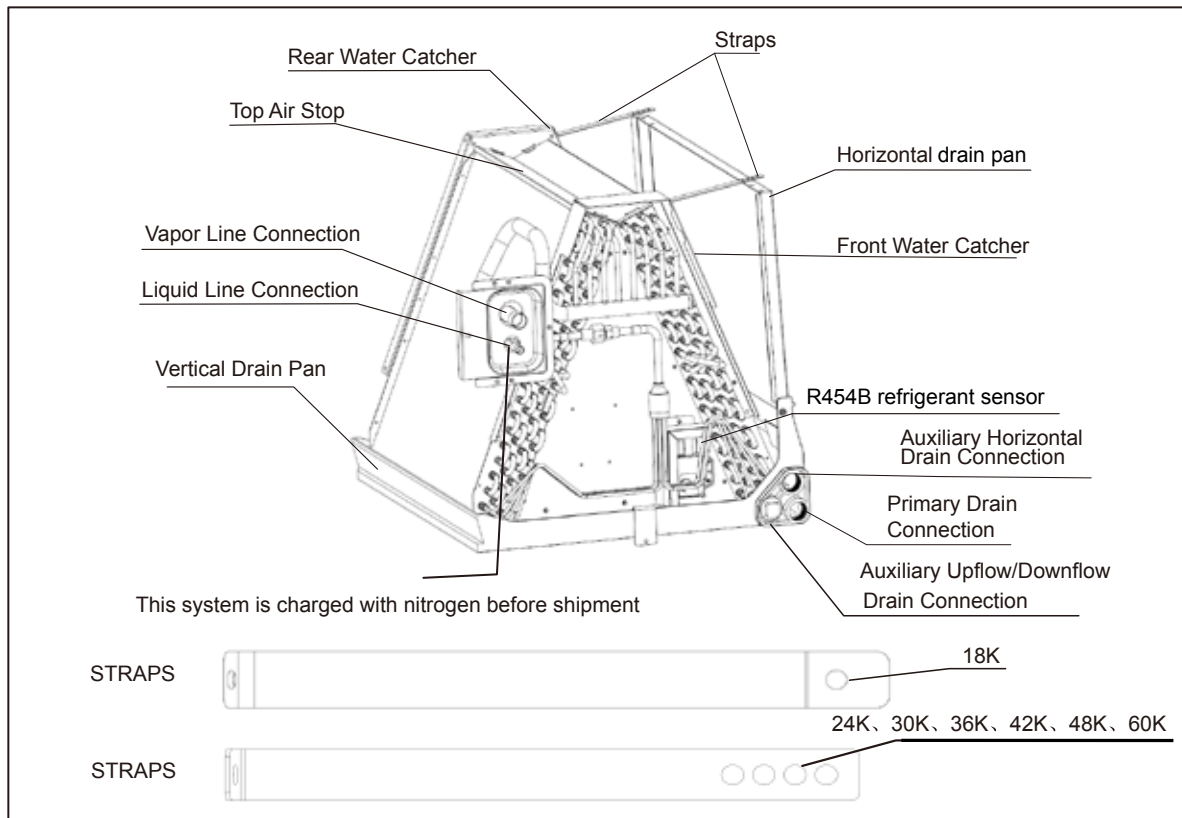 Straps
Rear Water Catcher
Top Air Stop
Horizontal drain pan
Vapor Line Connection
Front Water Catcher
Liquid Line Connection
Vertical Drain Pan
R454B refrigerant sensor
Auxiliary Horizontal
Drain Connection
Primary Drain
Connection
Auxiliary Upflow/Downflow
Drain Connection
This system is charged with nitrogen before shipment
STRAPS
18K
24K、30K、36K、42K、48K、60K
STRAPS